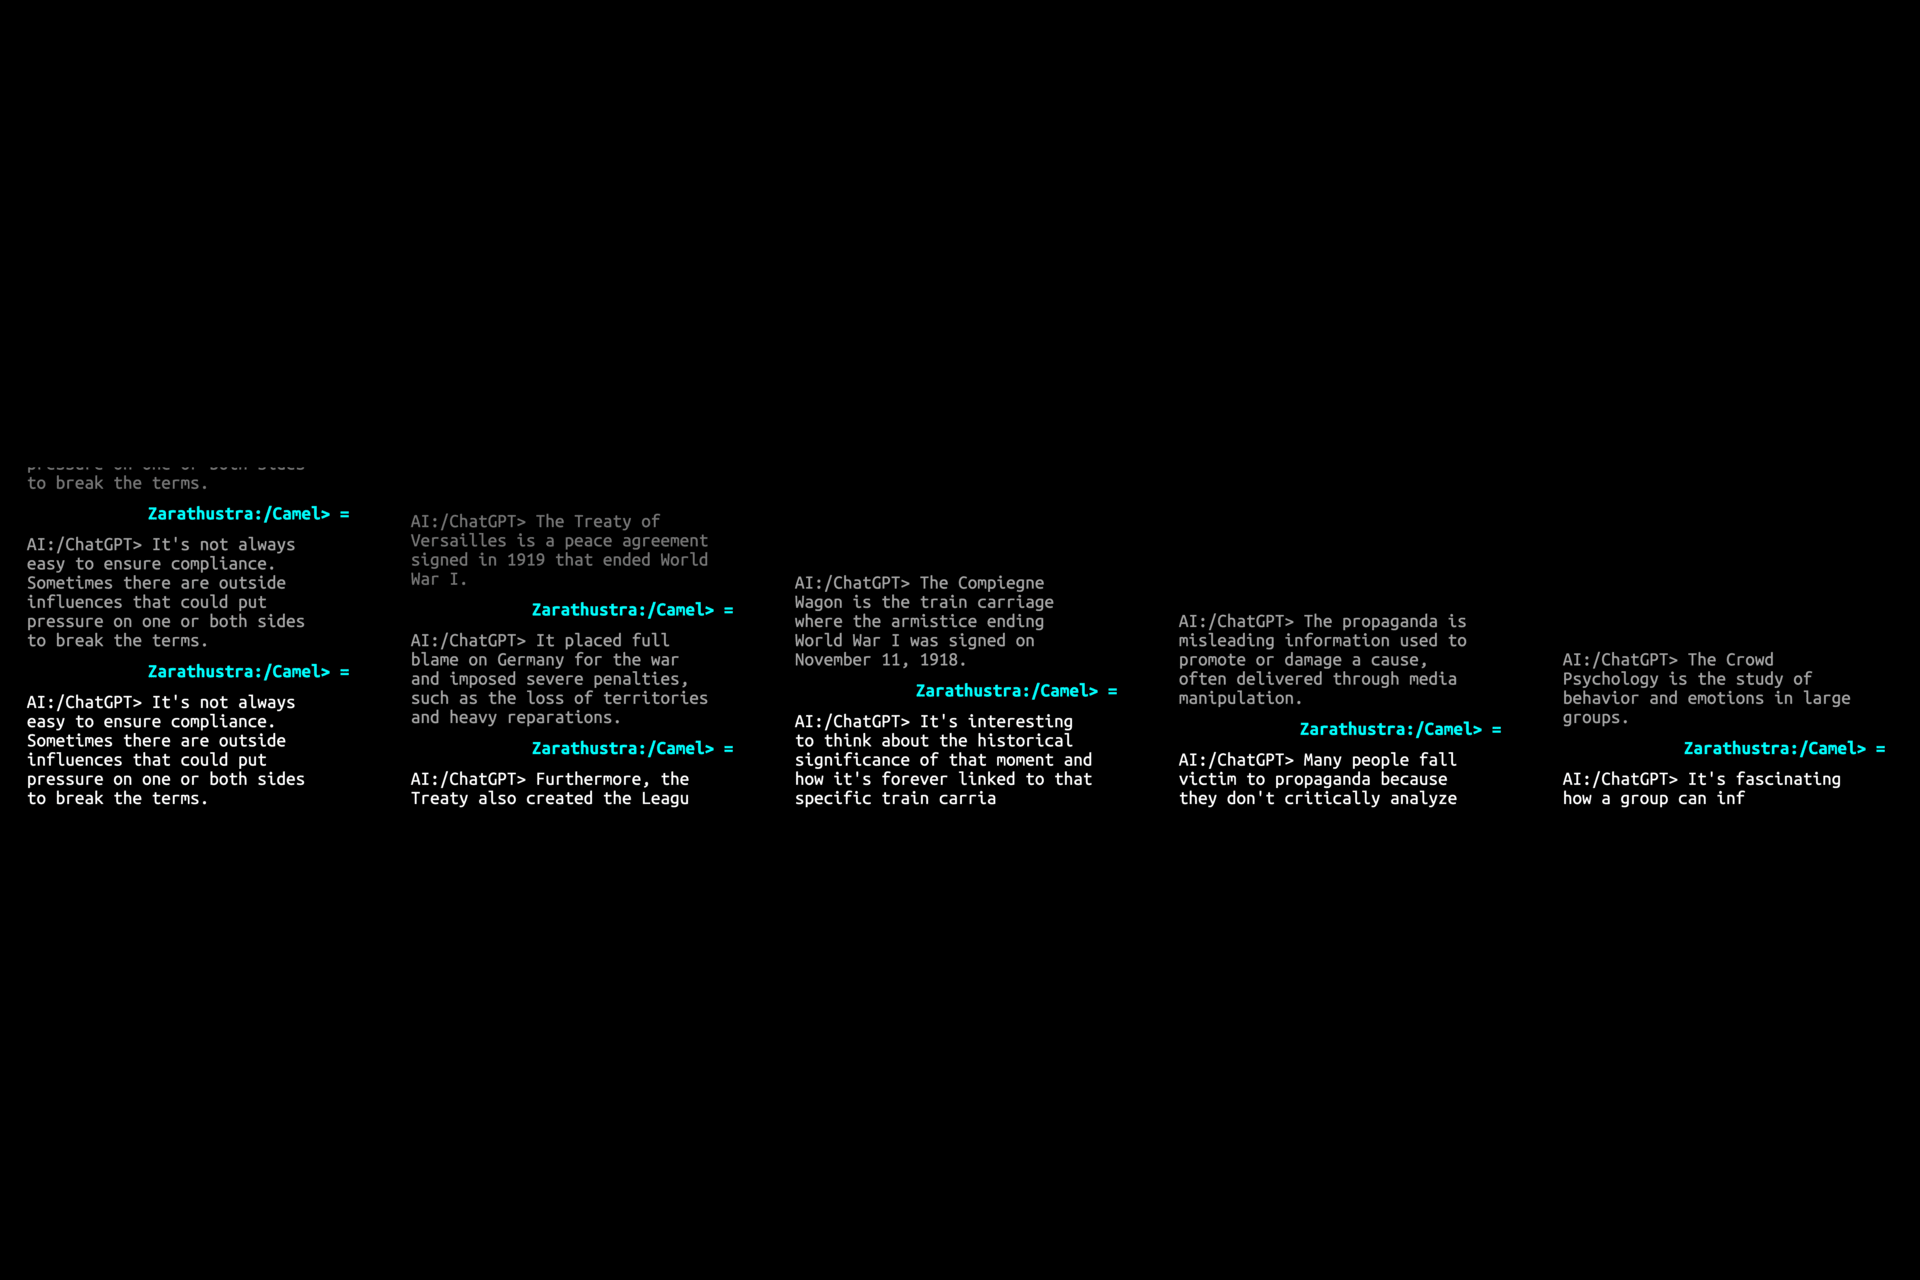 pressure on one or both sides
to break the terms.
Zarathustra:/Camel> =
AI:/ChatGPT> It's not always
easy to ensure compliance.
Sometimes there are outside
influences that could put
pressure on one or both sides
to break the terms.
Zarathustra:/Camel> =
AI:/ChatGPT> It's not always
easy to ensure compliance.
Sometimes there are outside
influences that could put
pressure on one or both sides
to break the terms.
AI:/ChatGPT> The Treaty of
Versailles is a peace agreement
signed in 1919 that ended World
War I.
Zarathustra:/Camel> =
AI:/ChatGPT> It placed full
blame on Germany for the war
and imposed severe penalties,
such as the loss of territories
and heavy reparations.
Zarathustra:/Camel> =
AI:/ChatGPT> Furthermore, the
Treaty also created the Leagu
AI:/ChatGPT> The Compiegne
Wagon is the train carriage
where the armistice ending
World War I was signed on
November 11, 1918.
Zarathustra:/Camel> =
AI:/ChatGPT> It's interesting
to think about the historical
significance of that moment and
how it's forever linked to that
specific train carria
AI:/ChatGPT> The propaganda is
misleading information used to
promote or damage a cause,
often delivered through media
manipulation.
Zarathustra:/Camel> =
AI:/ChatGPT> Many people fall
victim to propaganda because
they don't critically analyze
AI:/ChatGPT> The Crowd
Psychology is the study of
behavior and emotions in large
groups.
Zarathustra:/Camel> =
AI:/ChatGPT> It's fascinating
how a group can inf